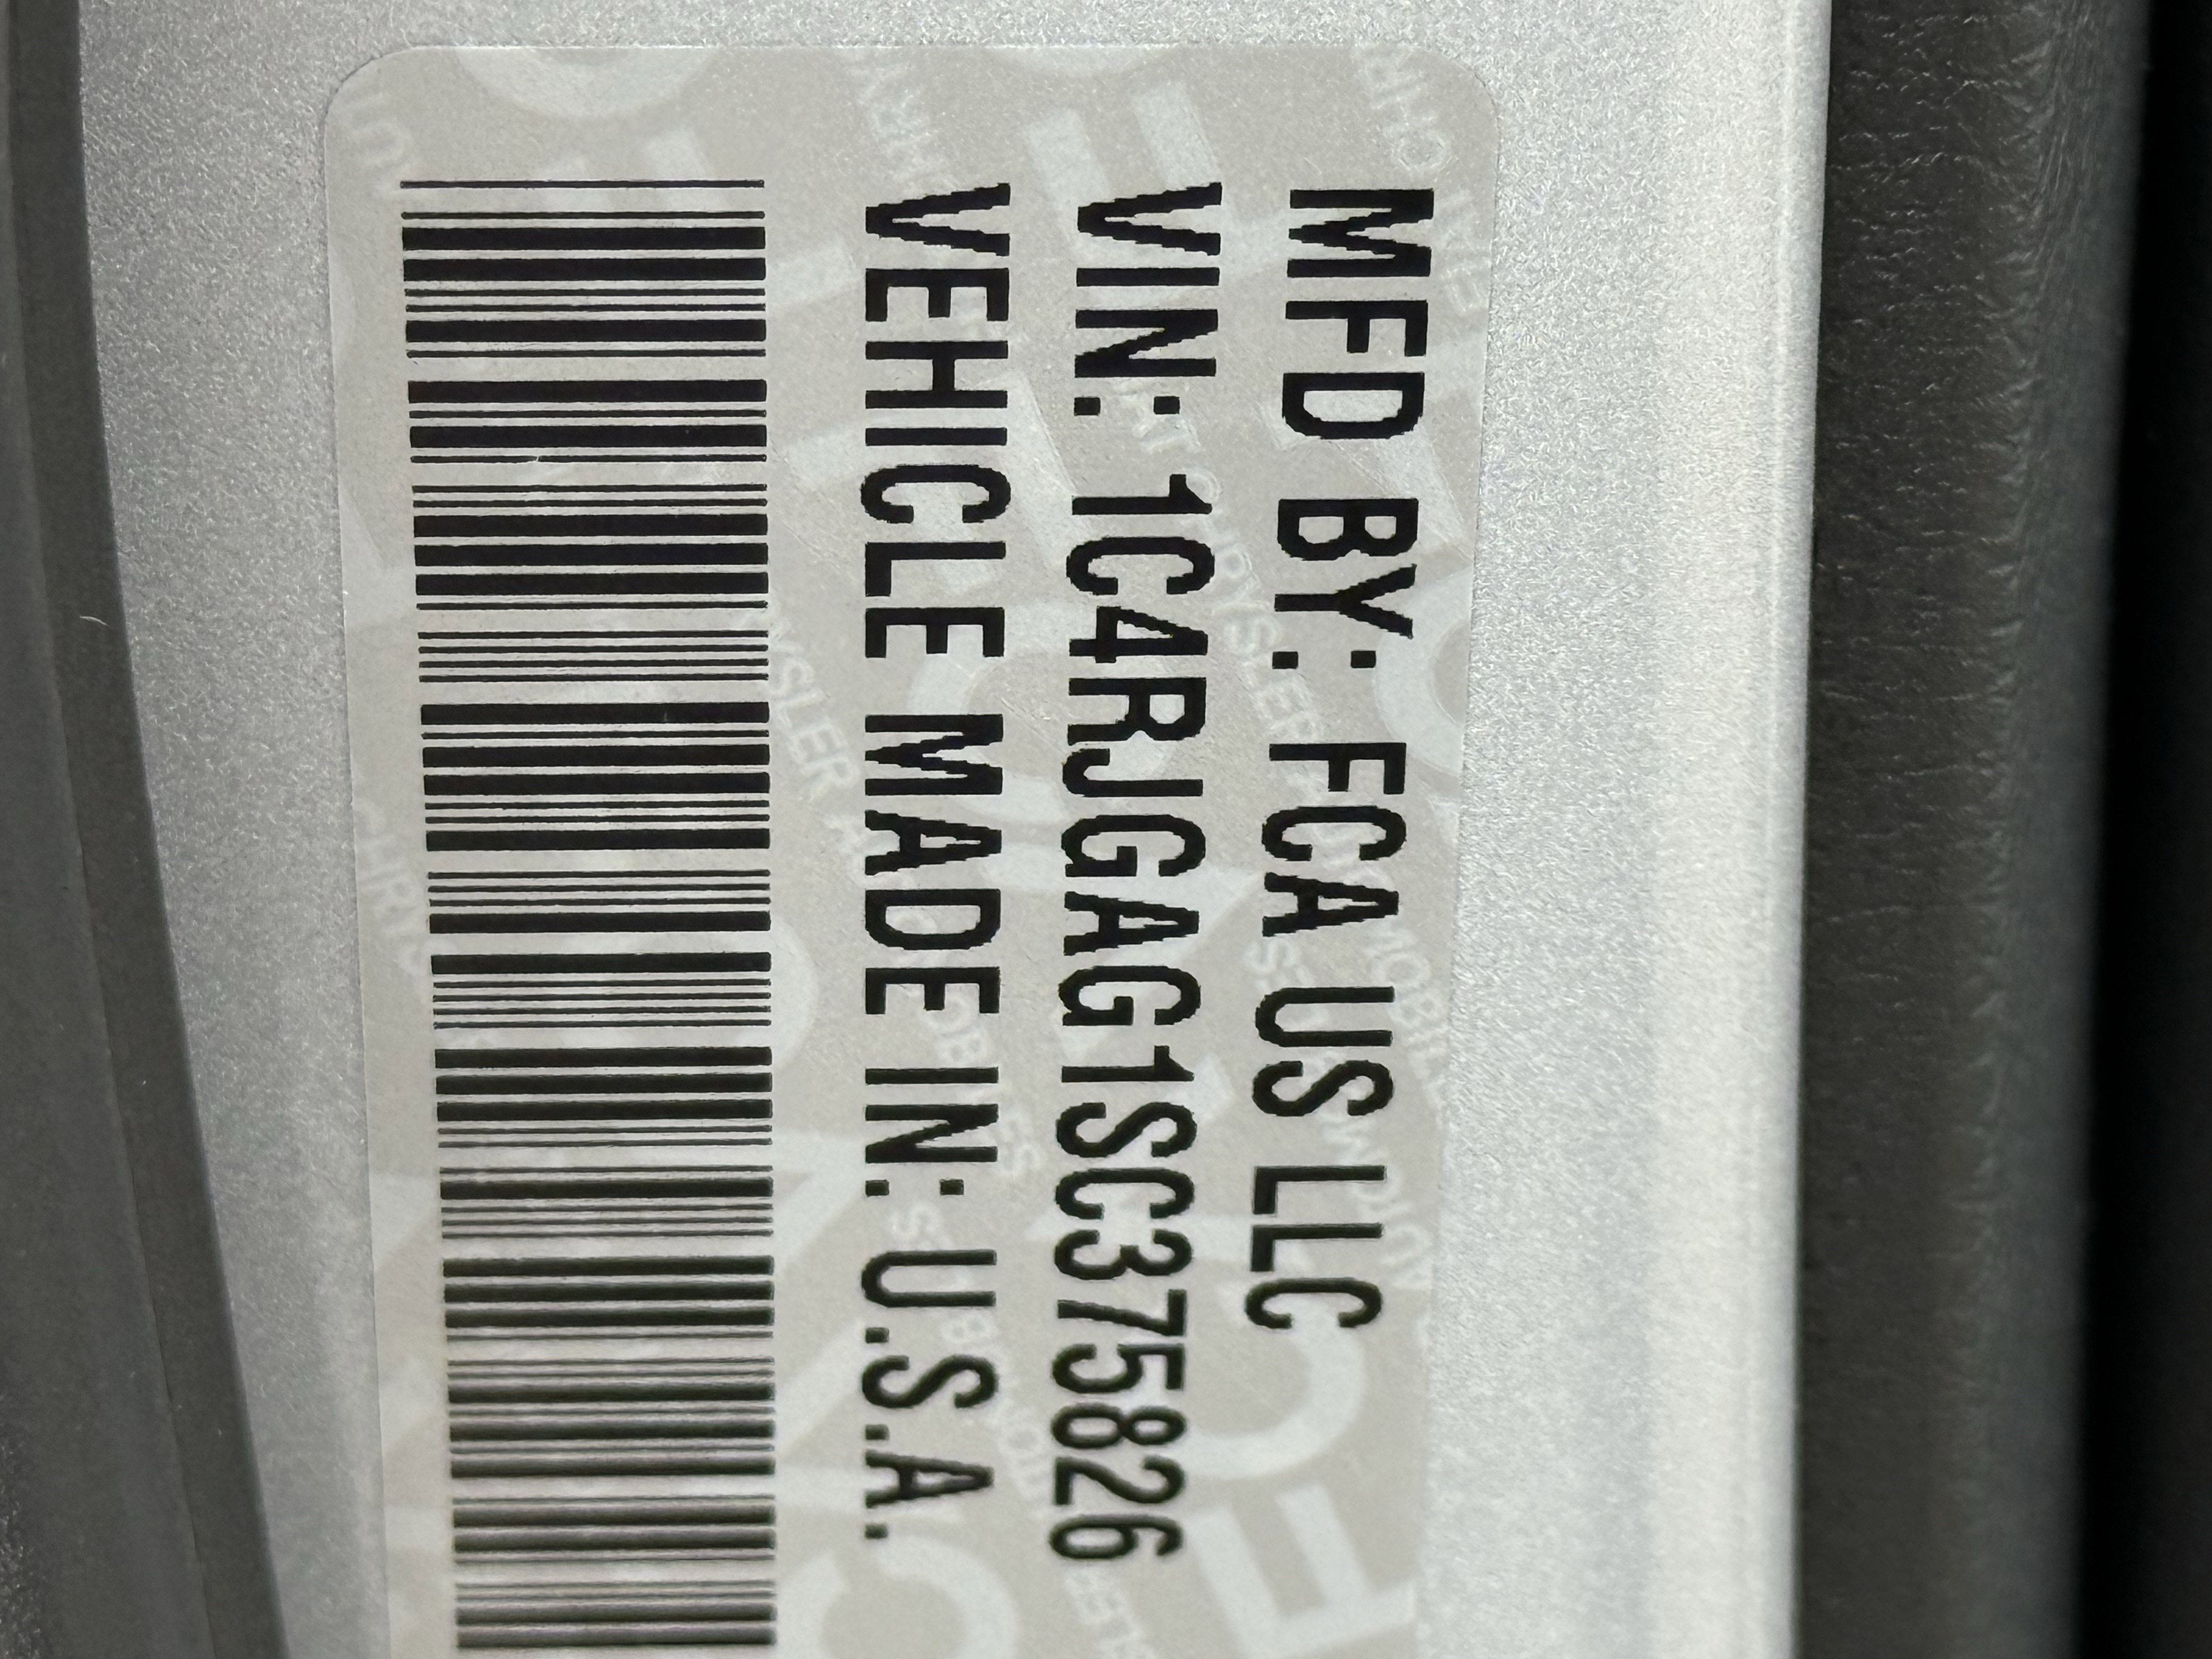 MFD BY: FCA US LLC
VIN: 1C4RJGAG1SC375826
VEHICLE MADE IN: U.S.A.